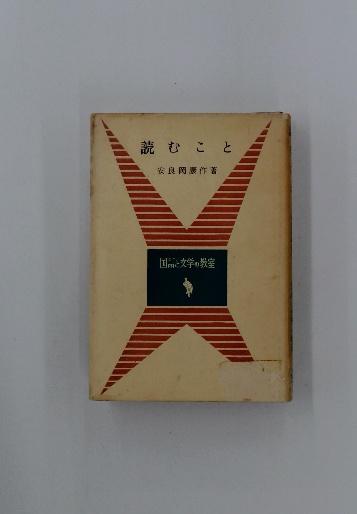 読むこと
安良岡康作著
国語と文学の教室